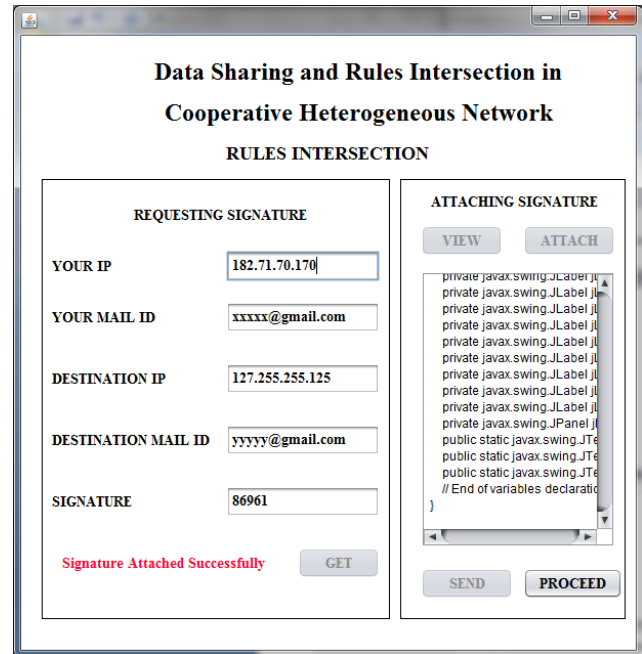 Data Sharing and Rules Intersection in
Cooperative Heterogeneous Network
RULES INTERSECTION
REQUESTING SIGNATURE
YOUR IP 182.71.70.170
YOUR MAIL ID xxxxx@gmail.com
DESTINATION IP 127.255.255.125
DESTINATION MAIL ID yyyyy@gmail.com
SIGNATURE 86961
Signature Attached Successfully GET
ATTACHING SIGNATURE
VIEW ATTACH
private javax.swing.JLabel
private javax.swing.JLabel
private javax.swing.JLabel
private javax.swing.JLabel
private javax.swing.JLabel
private javax.swing.JLabel
private javax.swing.JLabel
private javax.swing.JLabel
private javax.swing.JLabel
private javax.swing.JPanel
public static javax.swing.JTe
public static javax.swing.JTe
public static javax.swing.JTe
// End of variables declaratio
}
SEND PROCEED